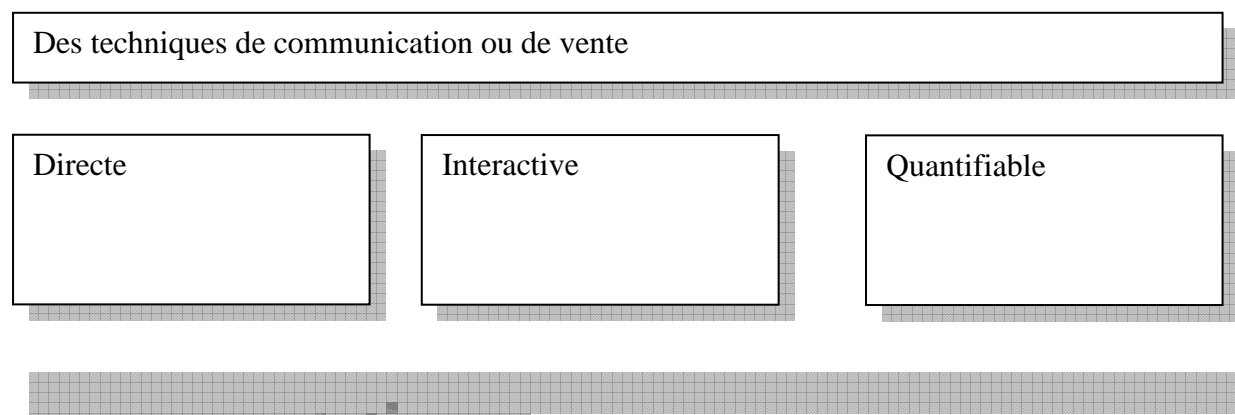 Des techniques de communication ou de vente
Directe
Interactive
Quantifiable